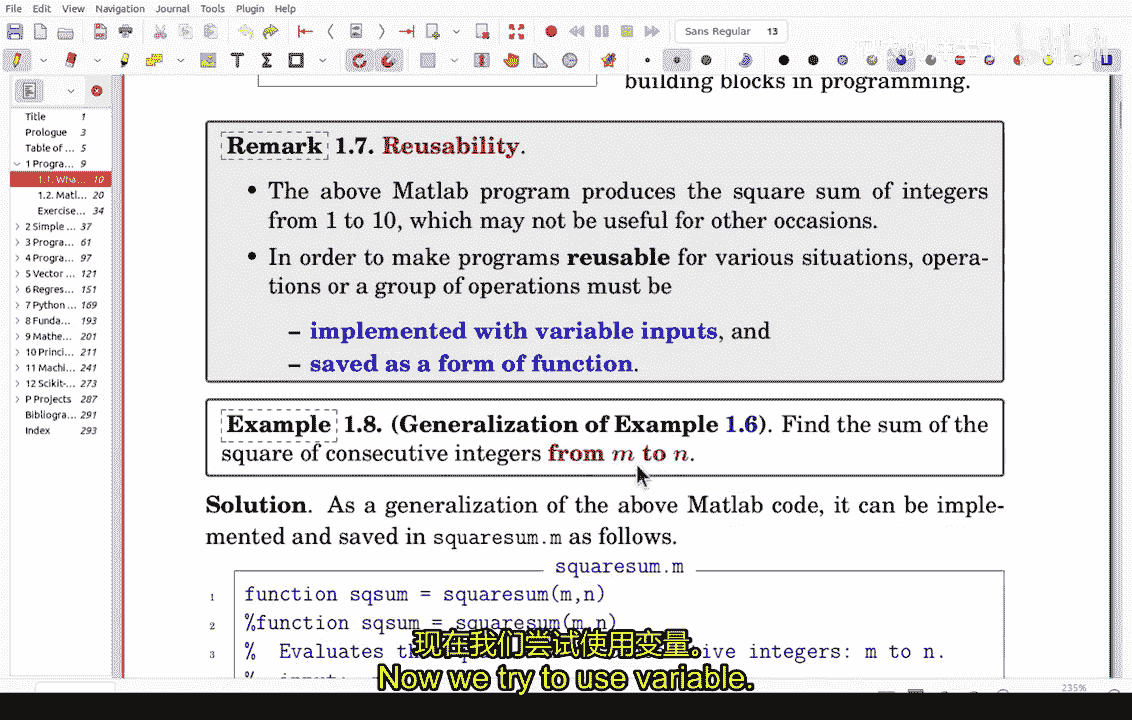 File Edit View Navigation Journal Tools Plugin Help
Sans Regular 13
Title 1
Prologue 3
Table of ... 5
1 Progra... 9
1.1. Wha... 10
1.2. Matl... 20
Exercise... 34
2 Simple ... 37
3 Progra... 61
4 Progra... 97
5 Vector ... 121
6 Regres... 151
7 Python ... 169
8 Funda... 193
9 Mathe... 201
10 Princi... 211
11 Machi... 241
12 Scikit-... 273
P Projects 287
Bibliogra... 291
Index 293
building blocks in programming.
Remark 1.7. Reusability.
• The above Matlab program produces the square sum of integers
from 1 to 10, which may not be useful for other occasions.
• In order to make programs reusable for various situations, opera-
tions or a group of operations must be
– implemented with variable inputs, and
– saved as a form of function.
Example 1.8. (Generalization of Example 1.6). Find the sum of the
square of consecutive integers from m to n.
Solution. As a generalization of the above Matlab code, it can be imple-
mented and saved in squaresum.m as follows.
squaresum.m
1 function sqsum = squaresum(m,n)
2 %function sqsum = squaresum(m,n)
3 % Evaluates th ive integers: m to n.
现在我们尝试使用变量。
Now we try to use variable.
235%